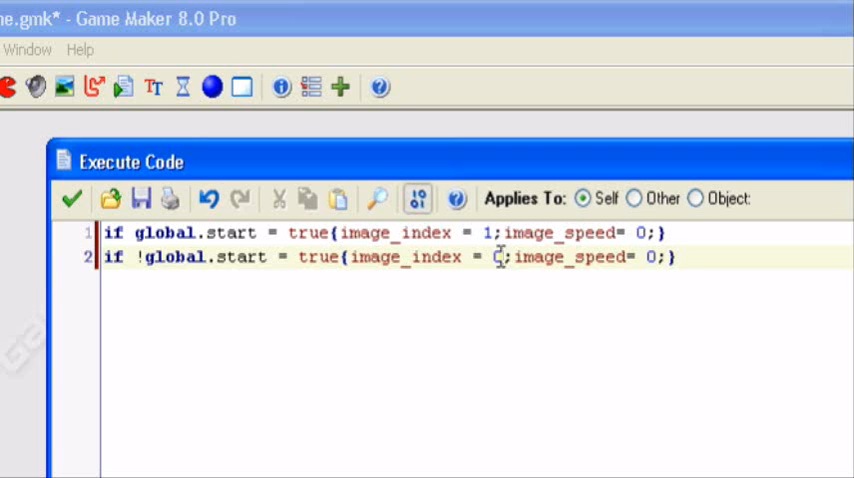 ne.gmk* - Game Maker 8.0 Pro
Window Help
Execute Code
Applies To: Self Other Object:
1 if global.start = true{image_index = 1;image_speed= 0;}
2 if !global.start = true{image_index = 0;image_speed= 0;}